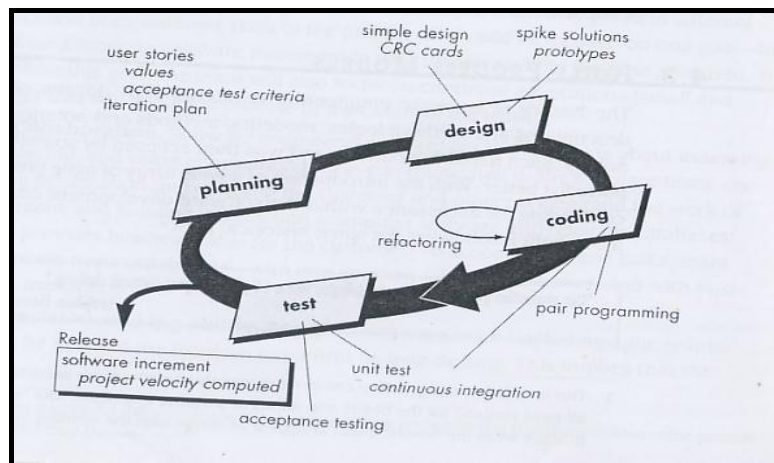 user stories
values
acceptance test criteria
iteration plan
simple design
CRC cards
spike solutions
prototypes
planning
design
coding
refactoring
test
pair programming
Release
software increment
project velocity computed
unit test
continuous integration
acceptance testing